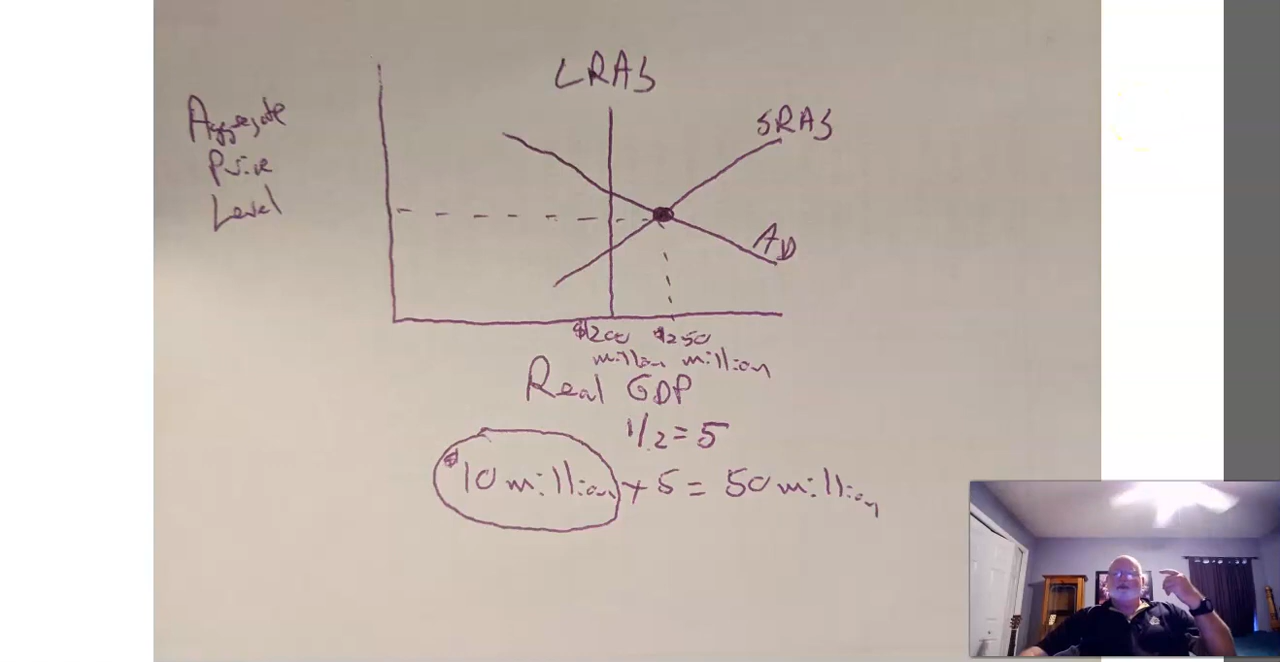 LRAS
SRAS
Aggregate
Price
Level
AD
$200 $250
million million
Real GDP
1/.2 = 5
$10 million × 5 = 50 million